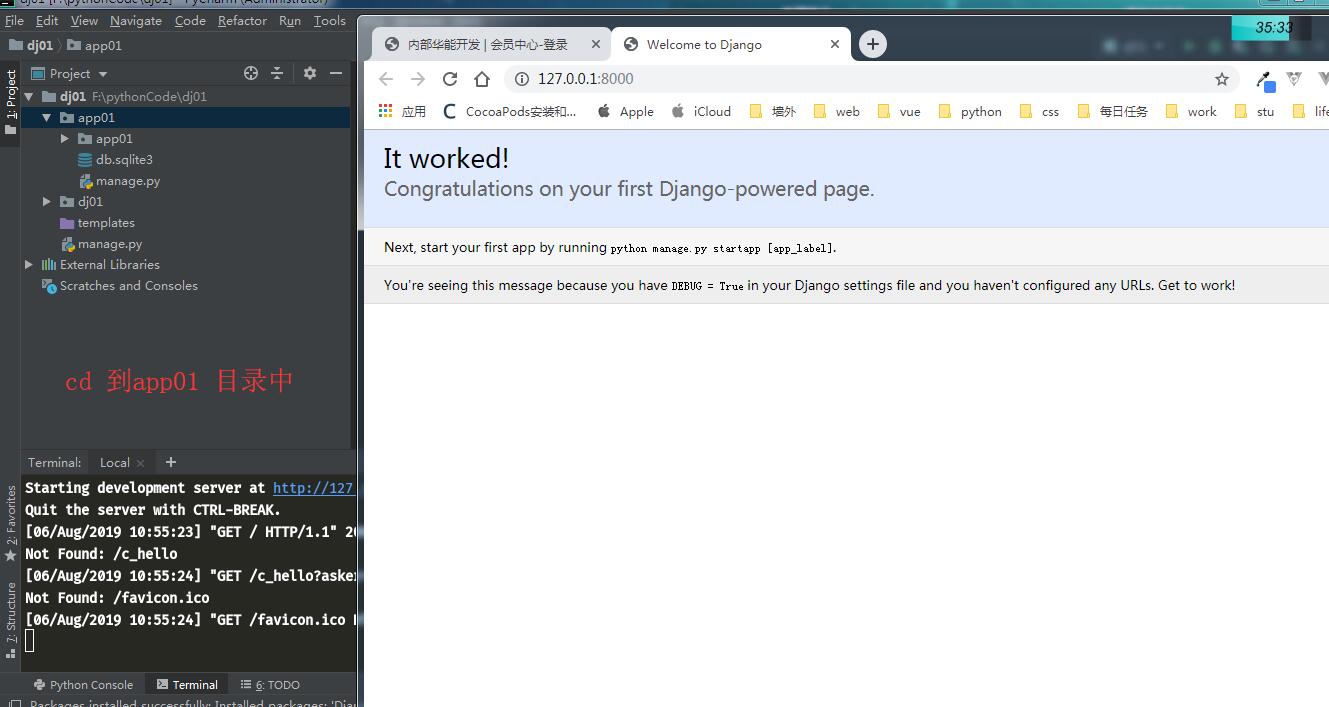 dj01 [F:\pythonCode\dj01] - PyCharm (Administrator)
File Edit View Navigate Code Refactor Run Tools
dj01 app01
Project
1: Project
dj01 F:\pythonCode\dj01
app01
app01
db.sqlite3
manage.py
dj01
templates
manage.py
External Libraries
Scratches and Consoles
cd 到app01 目录中
Terminal: Local × +
Starting development server at http://127
Quit the server with CTRL-BREAK.
[06/Aug/2019 10:55:23] "GET / HTTP/1.1" 20
Not Found: /c_hello
[06/Aug/2019 10:55:24] "GET /c_hello?asker
Not Found: /favicon.ico
[06/Aug/2019 10:55:24] "GET /favicon.ico
2: Favorites
7: Structure
Python Console Terminal 6: TODO
Packages installed successfully: Installed packages: 'Djan
35:33
内部华能开发 | 会员中心-登录 × Welcome to Django × +
127.0.0.1:8000
应用 CocoaPods安装和... Apple iCloud 墙外 web vue python css 每日任务 work stu life
It worked!
Congratulations on your first Django-powered page.
Next, start your first app by running python manage.py startapp [app_label].
You're seeing this message because you have DEBUG = True in your Django settings file and you haven't configured any URLs. Get to work!